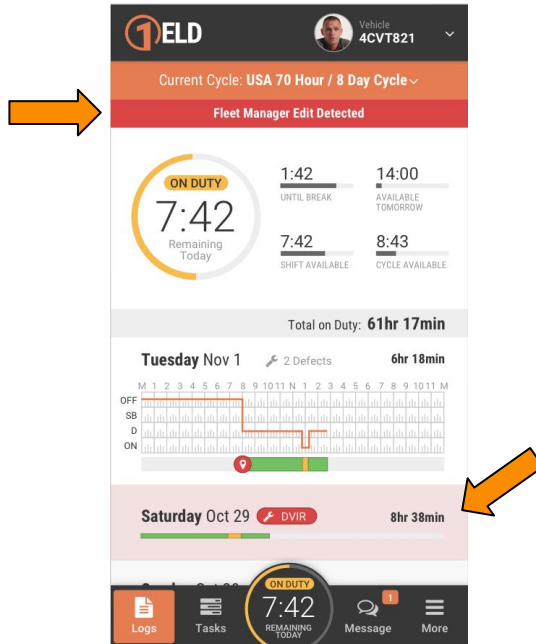 1 ELD
Vehicle
4CVT821
Current Cycle: USA 70 Hour / 8 Day Cycle
Fleet Manager Edit Detected
ON DUTY
7:42
Remaining
Today
1:42
UNTIL BREAK
14:00
AVAILABLE
TOMORROW
7:42
SHIFT AVAILABLE
8:43
CYCLE AVAILABLE
Total on Duty: 61hr 17min
Tuesday Nov 1 2 Defects 6hr 18min
M 1 2 3 4 5 6 7 8 9 10 11 N 1 2 3 4 5 6 7 8 9 10 11 M
OFF
SB
D
ON
Saturday Oct 29 DVIR 8hr 38min
ON DUTY
7:42
REMAINING
TODAY
Logs
Tasks
1
Message
More